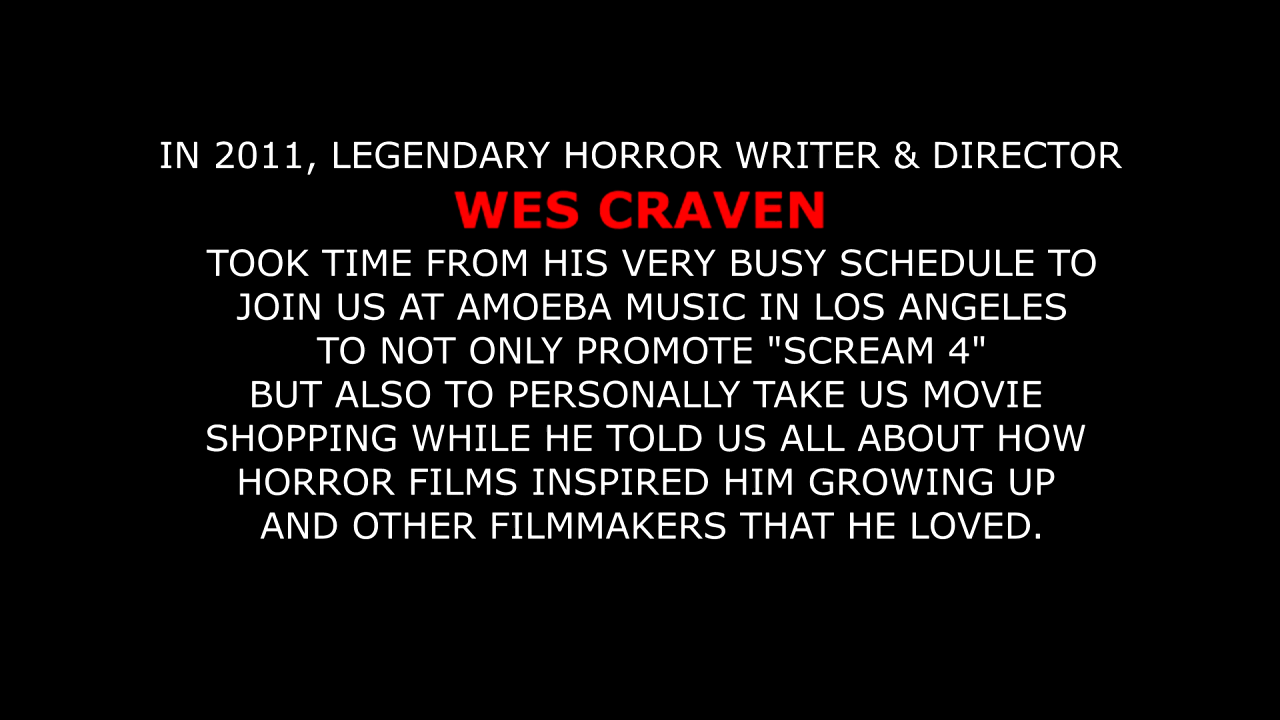 IN 2011, LEGENDARY HORROR WRITER & DIRECTOR
WES CRAVEN
TOOK TIME FROM HIS VERY BUSY SCHEDULE TO
JOIN US AT AMOEBA MUSIC IN LOS ANGELES
TO NOT ONLY PROMOTE "SCREAM 4"
BUT ALSO TO PERSONALLY TAKE US MOVIE
SHOPPING WHILE HE TOLD US ALL ABOUT HOW
HORROR FILMS INSPIRED HIM GROWING UP
AND OTHER FILMMAKERS THAT HE LOVED.